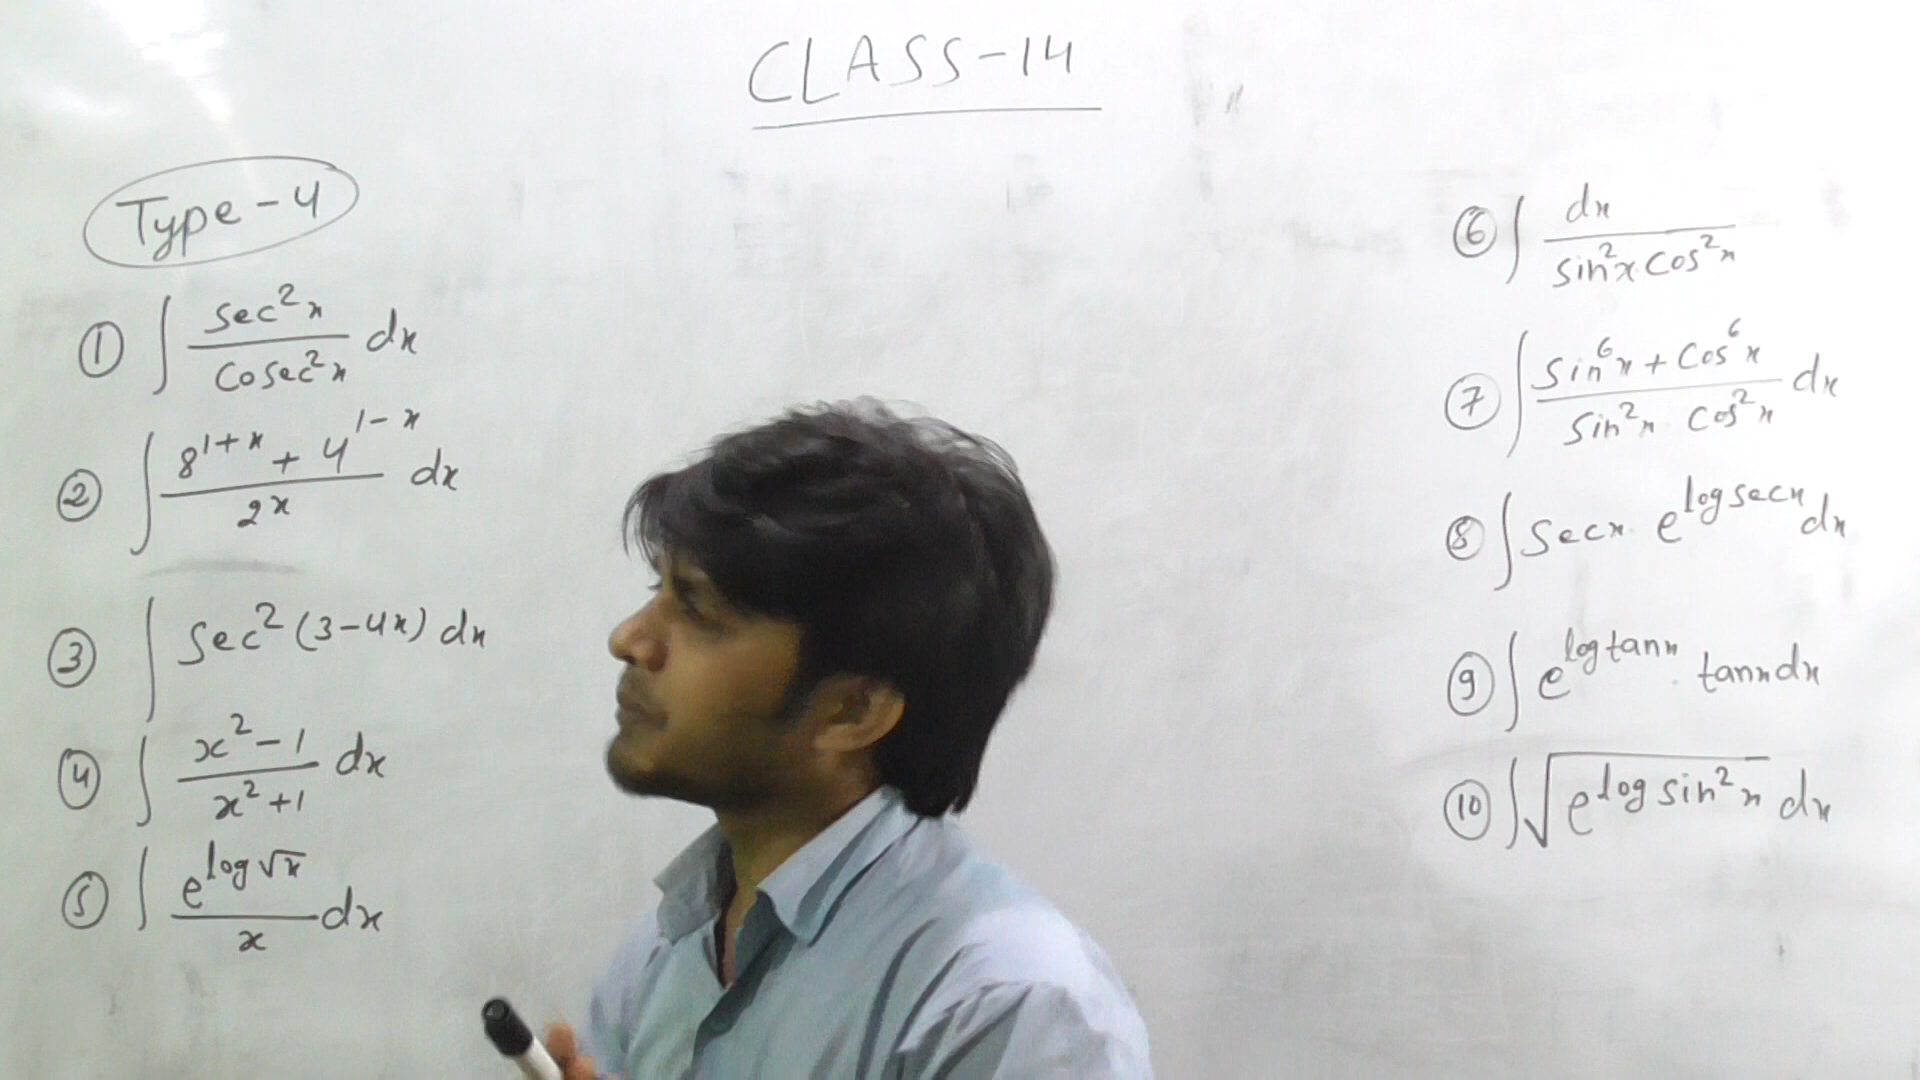 CLASS-14
Type-4
① ∫ sec²x / cosec²x dx
② ∫ 8^(1+x) + 4^(1-x) / 2^x dx
③ ∫ sec² (3-4x) dx
④ ∫ x²-1 / x²+1 dx
⑤ ∫ e^(log √x) / x dx
⑥ ∫ dx / sin²x cos²x
⑦ ∫ sin⁶x + cos⁶x / sin²x cos²x dx
⑧ ∫ secx e^(log secx) dx
⑨ ∫ e^(log tanx) . tanx dx
⑩ ∫ √(e^(log sin²x)) dx